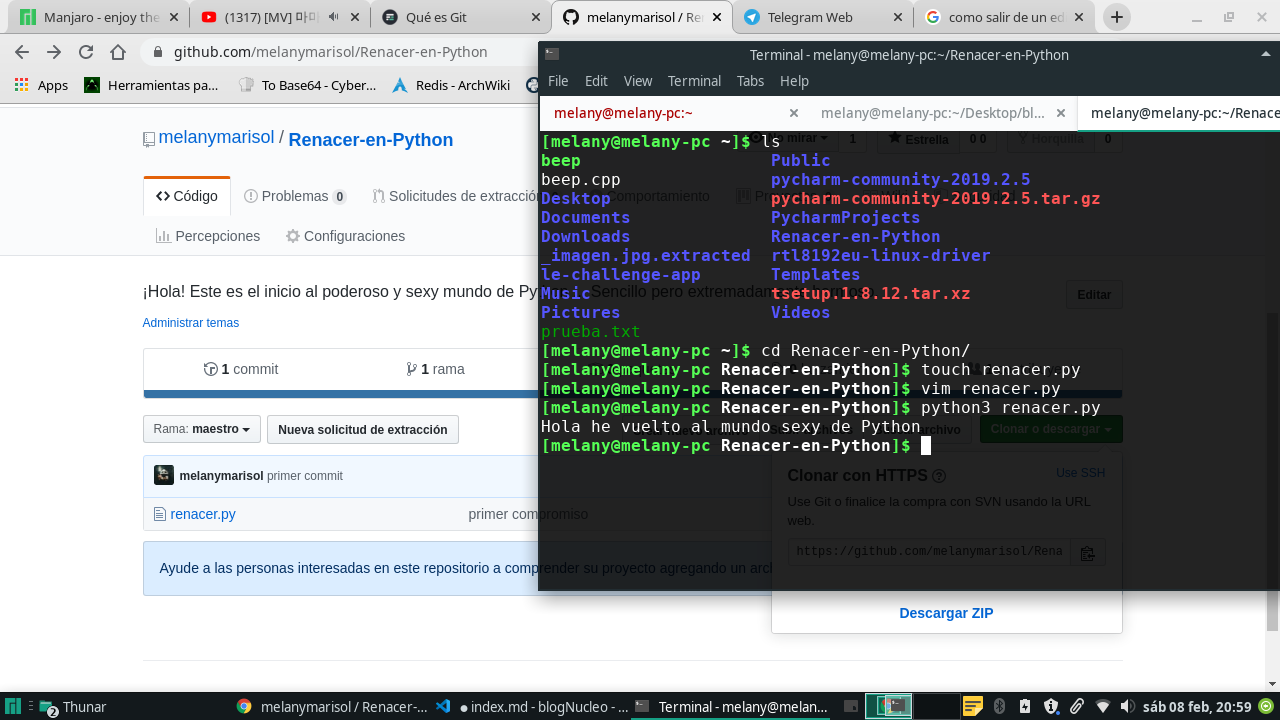 Manjaro - enjoy the
(1317) [MV] 마마
Qué es Git
melanymarisol / Ren
Telegram Web
como salir de un ed
github.com/melanymarisol/Renacer-en-Python
Apps
Herramientas pa...
To Base64 - Cyber...
Redis - ArchWiki
melanymarisol / Renacer-en-Python
mirar 1
Estrella 0 0
Horquilla 0
Código
Problemas 0
Solicitudes de extracción
Percepciones
Configuraciones
¡Hola! Este es el inicio al poderoso y sexy mundo de Python. Sencillo pero extremadamente hermoso.
Editar
Administrar temas
1 commit
1 rama
Rama: maestro
Nueva solicitud de extracción
archivo
Clonar o descargar
melanymarisol primer commit
renacer.py
primer compromiso
Ayude a las personas interesadas en este repositorio a comprender su proyecto agregando un
Clonar con HTTPS
Use SSH
Use Git o finalice la compra con SVN usando la URL
web.
https://github.com/melanymarisol/Rena
Descargar ZIP
Terminal - melany@melany-pc:~/Renacer-en-Python
File Edit View Terminal Tabs Help
melany@melany-pc:~
melany@melany-pc:~/Desktop/bl...
melany@melany-pc:~/Renace
[melany@melany-pc ~]$ ls
beep Public
beep.cpp pycharm-community-2019.2.5
Desktop pycharm-community-2019.2.5.tar.gz
Documents PycharmProjects
Downloads Renacer-en-Python
_imagen.jpg.extracted rtl8192eu-linux-driver
le-challenge-app Templates
Music tsetup.1.8.12.tar.xz
Pictures Videos
prueba.txt
[melany@melany-pc ~]$ cd Renacer-en-Python/
[melany@melany-pc Renacer-en-Python]$ touch renacer.py
[melany@melany-pc Renacer-en-Python]$ vim renacer.py
[melany@melany-pc Renacer-en-Python]$ python3 renacer.py
Hola he vuelto al mundo sexy de Python
[melany@melany-pc Renacer-en-Python]$
2 Thunar
melanymarisol / Renacer-...
● index.md - blogNucleo - ...
Terminal - melany@melan...
sáb 08 feb, 20:59